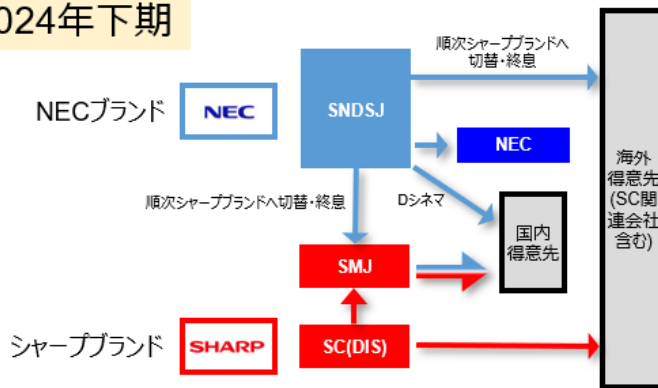 024年下期
順次シャープブランドへ
切替・終息
NECブランド
NEC
SNDSJ
NEC
海外
得意先
(SC関
連会社
含む)
順次シャープブランドへ切替・終息
Dシネマ
国内
得意先
SMJ
シャープブランド
SHARP
SC(DIS)